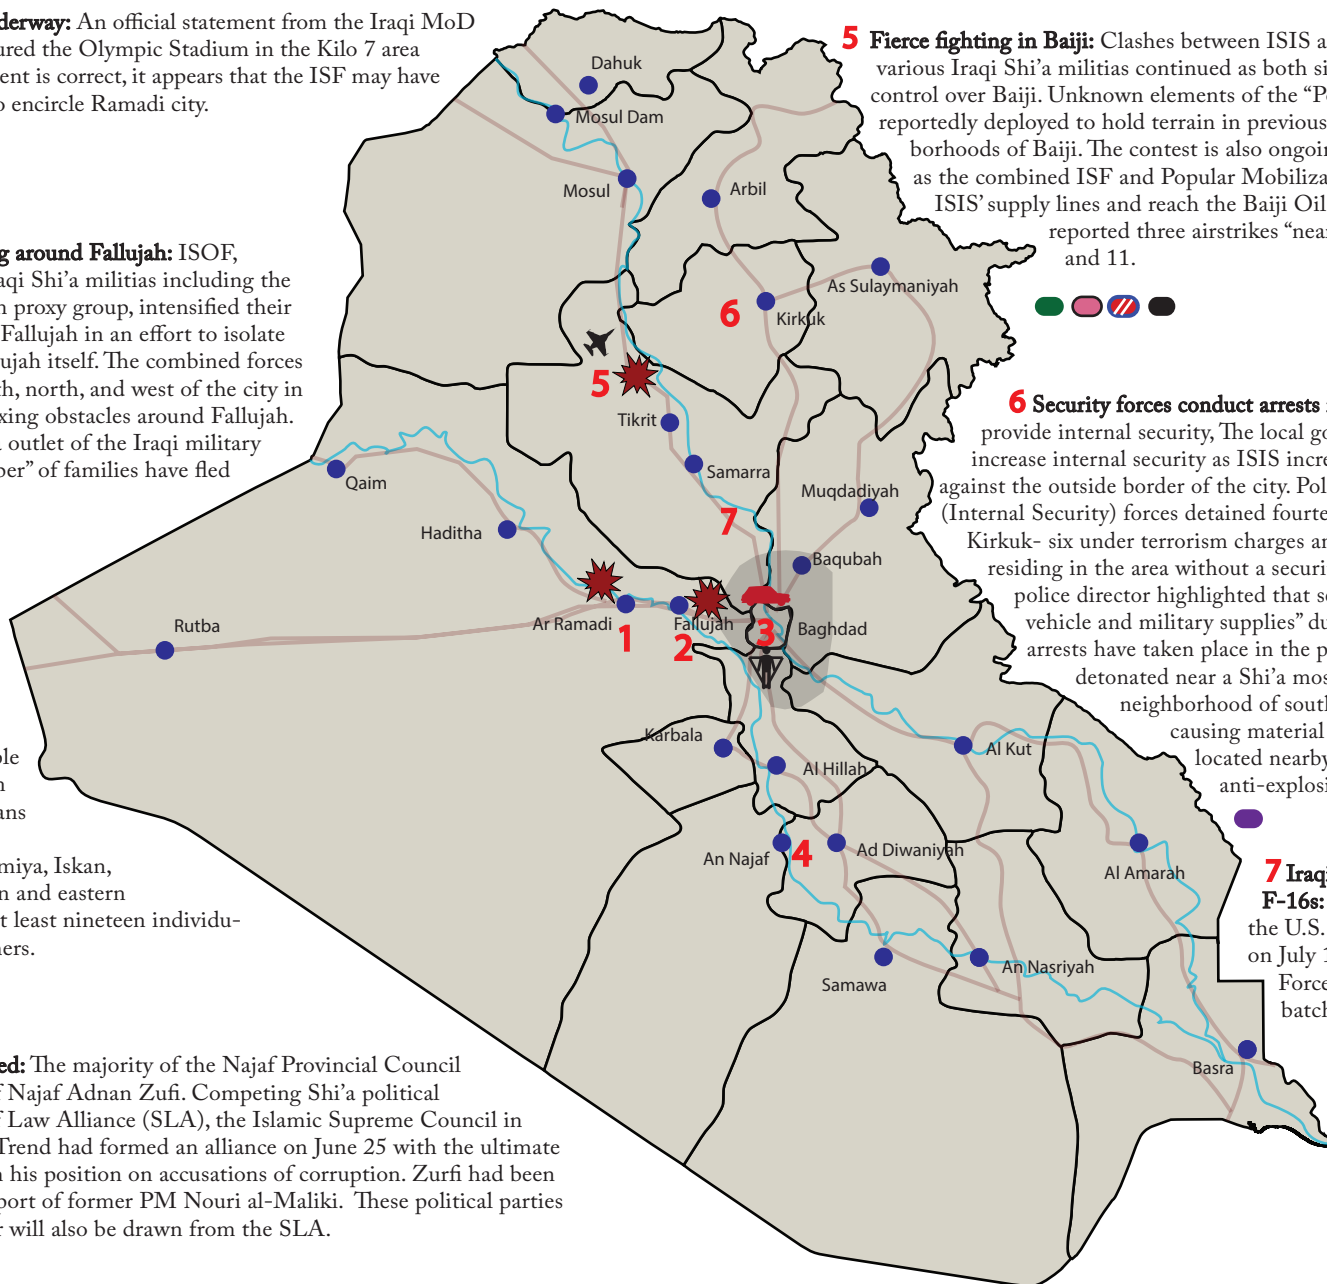 derway: An official statement from the Iraqi MoD
ured the Olympic Stadium in the Kilo 7 area
ent is correct, it appears that the ISF may have
o encircle Ramadi city.
g around Fallujah: ISOF,
aqi Shi'a militias including the
n proxy group, intensified their
Fallujah in an effort to isolate
ujah itself. The combined forces
th, north, and west of the city in
xing obstacles around Fallujah.
a outlet of the Iraqi military
ber" of families have fled
ple
n
ans
miya, Iskan,
n and eastern
t least nineteen individu-
ners.
ed: The majority of the Najaf Provincial Council
f Najaf Adnan Zufi. Competing Shi'a political
f Law Alliance (SLA), the Islamic Supreme Council in
Trend had formed an alliance on June 25 with the ultimate
n his position on accusations of corruption. Zurfi had been
port of former PM Nouri al-Maliki. These political parties
r will also be drawn from the SLA.
5 Fierce fighting in Baiji: Clashes between ISIS a
various Iraqi Shi'a militias continued as both si
control over Baiji. Unknown elements of the "P
reportedly deployed to hold terrain in previous
borhoods of Baiji. The contest is also ongoin
as the combined ISF and Popular Mobiliza
ISIS' supply lines and reach the Baiji Oil
reported three airstrikes "near
and 11.
6 Security forces conduct arrests
provide internal security, The local go
increase internal security as ISIS incre
against the outside border of the city. Pol
(Internal Security) forces detained fourte
Kirkuk- six under terrorism charges an
residing in the area without a securi
police director highlighted that se
vehicle and military supplies" du
arrests have taken place in the p
detonated near a Shi'a mos
neighborhood of south
causing material
located nearby
anti-explosi
7 Iraqi
F-16s:
the U.S.
on July 1
Force
batch
Dahuk
Mosul Dam
Mosul
Arbil
As Sulaymaniyah
6
Kirkuk
5
Tikrit
Samarra
Muqdadiyah
7
Qaim
Haditha
Baqubah
Ar Ramadi
Fallujah
Baghdad
1
2
3
Rutba
Karbala
Al Hillah
Al Kut
An Najaf
4
Ad Diwaniyah
Al Amarah
Samawa
An Nasriyah
Basra